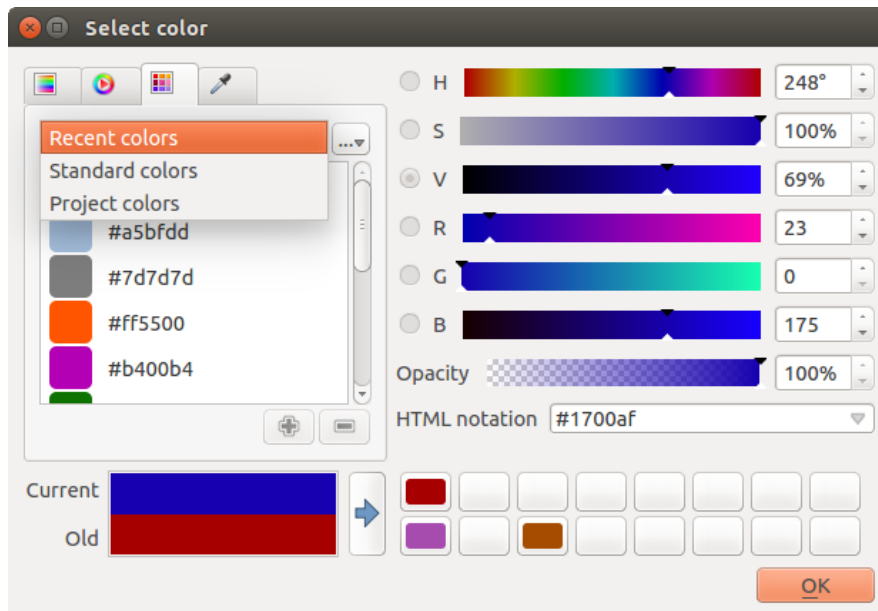 Select color
Recent colors
...
Standard colors
Project colors
#a5bfdd
#7d7d7d
#ff5500
#b400b4
H 248°
S 100%
V 69%
R 23
G 0
B 175
Opacity 100%
HTML notation #1700af
Current
Old
OK